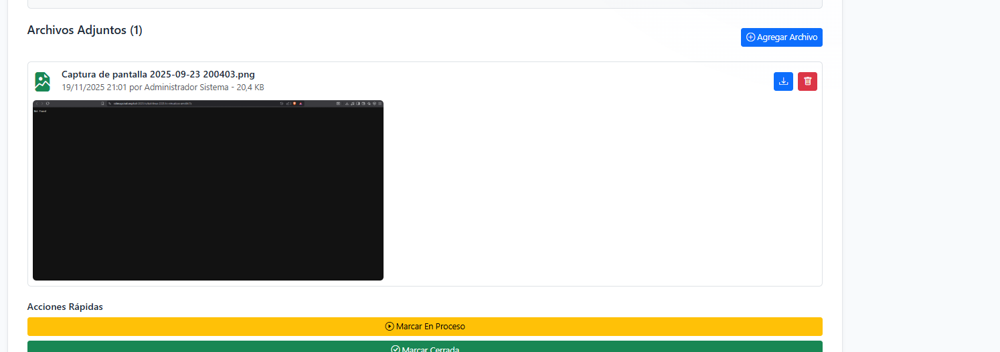 Archivos Adjuntos (1)
Agregar Archivo
Captura de pantalla 2025-09-23 200403.png
19/11/2025 21:01 por Administrador Sistema - 20,4 KB
Not Found
Acciones Rápidas
Marcar En Proceso
Marcar Cerrada